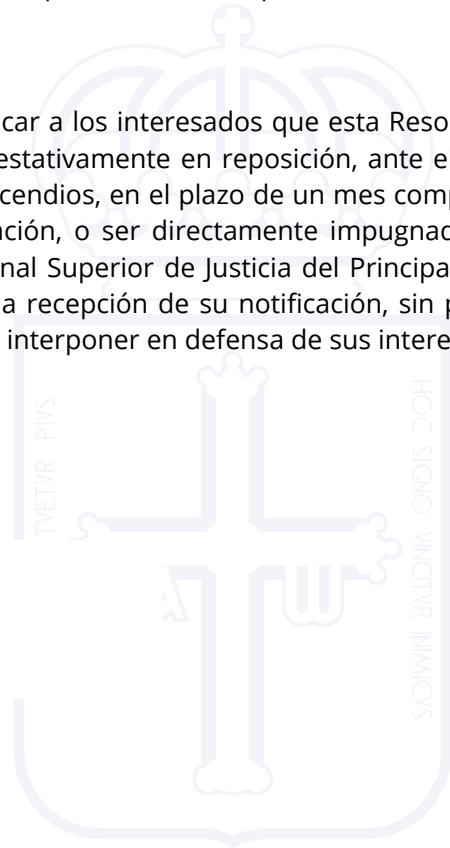 car a los interesados que esta Reso
estativamente en reposición, ante e
cendios, en el plazo de un mes comp
ación, o ser directamente impugnad
nal Superior de Justicia del Principa
a recepción de su notificación, sin p
interponer en defensa de sus intere
TVETVR PIVS
HOC SIGNO VINCITVR INIMICVS